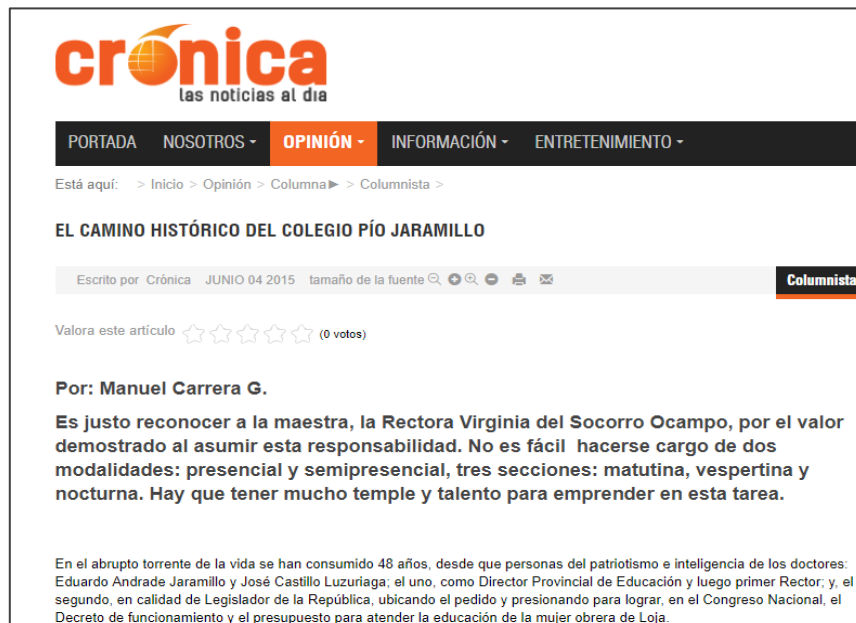 crónica
las noticias al dia
PORTADA NOSOTROS OPINIÓN INFORMACIÓN ENTRETENIMIENTO
Está aquí: > Inicio > Opinión > Columna► > Columnista >
EL CAMINO HISTÓRICO DEL COLEGIO PÍO JARAMILLO
Escrito por Crónica JUNIO 04 2015 tamaño de la fuente
Columnista
Valora este artículo (0 votos)
Por: Manuel Carrera G.
Es justo reconocer a la maestra, la Rectora Virginia del Socorro Ocampo, por el valor
demostrado al asumir esta responsabilidad. No es fácil hacerse cargo de dos
modalidades: presencial y semipresencial, tres secciones: matutina, vespertina y
nocturna. Hay que tener mucho temple y talento para emprender en esta tarea.
En el abrupto torrente de la vida se han consumido 48 años, desde que personas del patriotismo e inteligencia de los doctores:
Eduardo Andrade Jaramillo y José Castillo Luzuriaga; el uno, como Director Provincial de Educación y luego primer Rector; y, el
segundo, en calidad de Legislador de la República, ubicando el pedido y presionando para lograr, en el Congreso Nacional, el
Decreto de funcionamiento y el presupuesto para atender la educación de la mujer obrera de Loja.